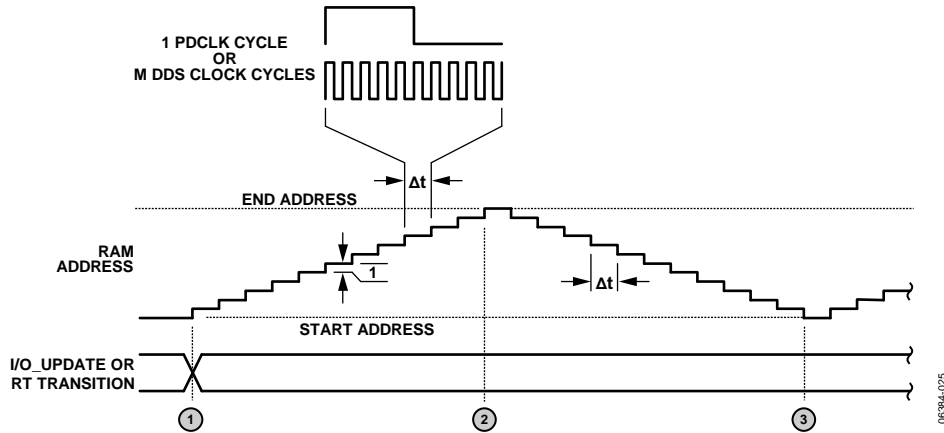 1 PDCLK CYCLE
OR
M DDS CLOCK CYCLES
Δt
END ADDRESS
RAM
ADDRESS
1
Δt
START ADDRESS
I/O_UPDATE OR
RT TRANSITION
1
2
3
06384-025